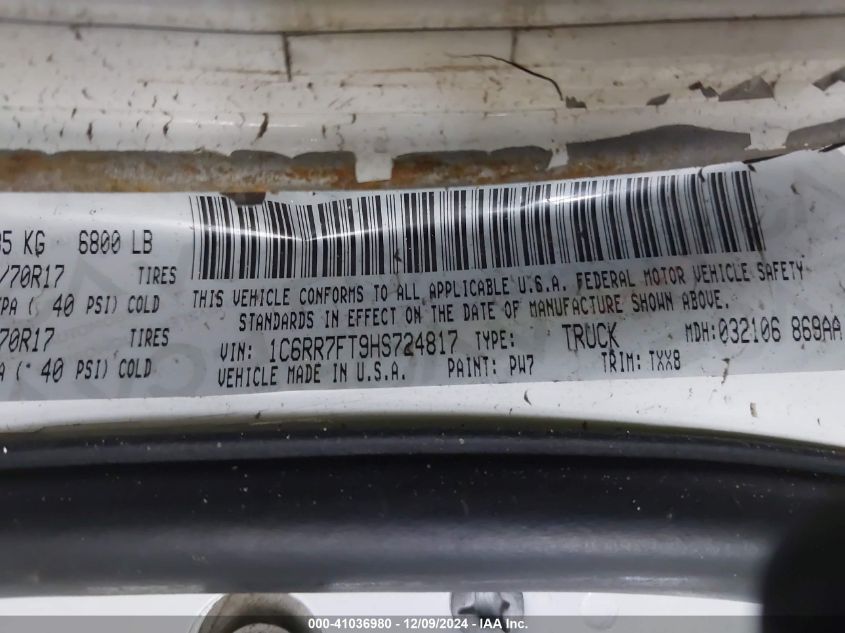 05 KG 6800 LB
/70R17 TIRES
PA ( 40 PSI) COLD
70R17 TIRES
A (* 40 PSI) COLD
THIS VEHICLE CONFORMS TO ALL APPLICABLE U.S.A. FEDERAL MOTOR VEHICLE SAFETY
STANDARDS IN EFFECT ON THE DATE OF MANUFACTURE SHOWN ABOVE.
VIN: 1C6RR7FT9HS724817 TYPE: TRUCK MDH: 032106 869AA
VEHICLE MADE IN U.S.A. PAINT: PW7 TRIM: TXX8
000-41036980 - 12/09/2024 - IAA Inc.